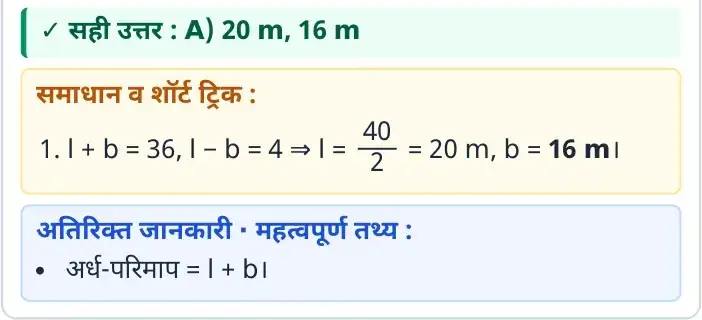 ✓ सही उत्तर : A) 20 m, 16 m
समाधान व शॉर्ट ट्रिक :
1. l + b = 36, l − b = 4 ⇒ l = 40/2 = 20 m, b = 16 m।
अतिरिक्त जानकारी · महत्वपूर्ण तथ्य :
• अर्ध-परिमाप = l + b।